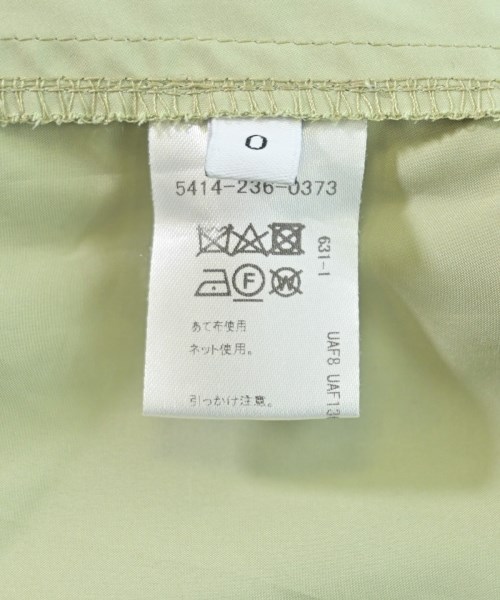 0
5414-236-0373
631-1
F
W
あて布使用
ネット使用。
UAF8 UAF13
引っかけ注意。